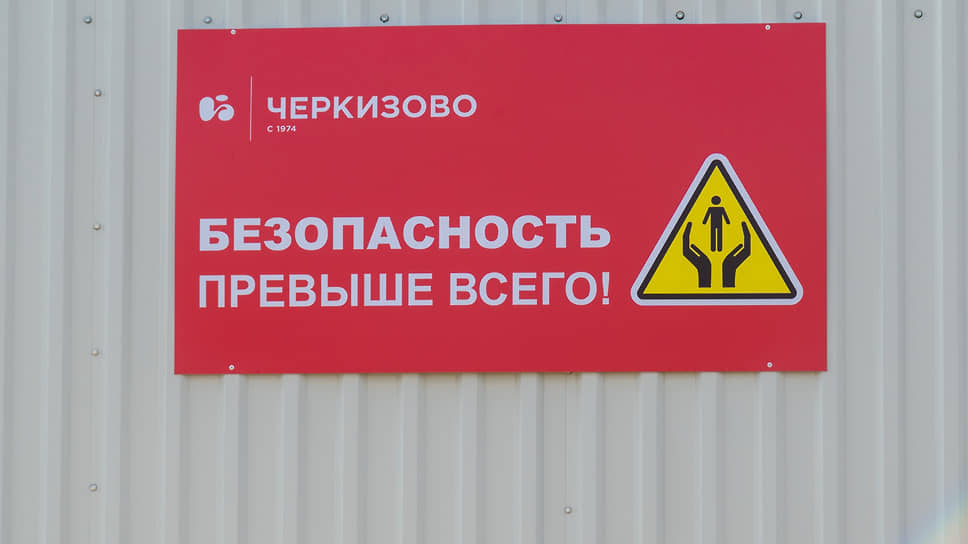 ЧЕРКИЗОВО
С 1974
БЕЗОПАСНОСТЬ
ПРЕВЫШЕ ВСЕГО!